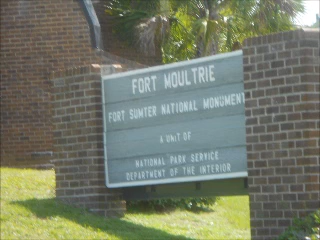 FORT MOULTRIE
FORT SUMTER NATIONAL MONUMENT
A UNIT OF
NATIONAL PARK SERVICE
DEPARTMENT OF THE INTERIOR